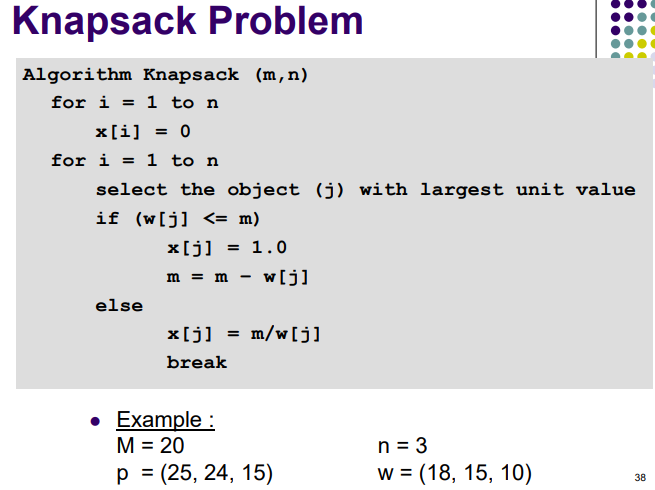 Knapsack Problem
Algorithm Knapsack (m,n)
for i = 1 to n
x[i] = 0
for i = 1 to n
select the object (j) with largest unit value
if (w[j] <= m)
x[j] = 1.0
m = m – w[j]
else
x[j] = m/w[j]
break
• Example :
M = 20 n = 3
p = (25, 24, 15) w = (18, 15, 10)
38